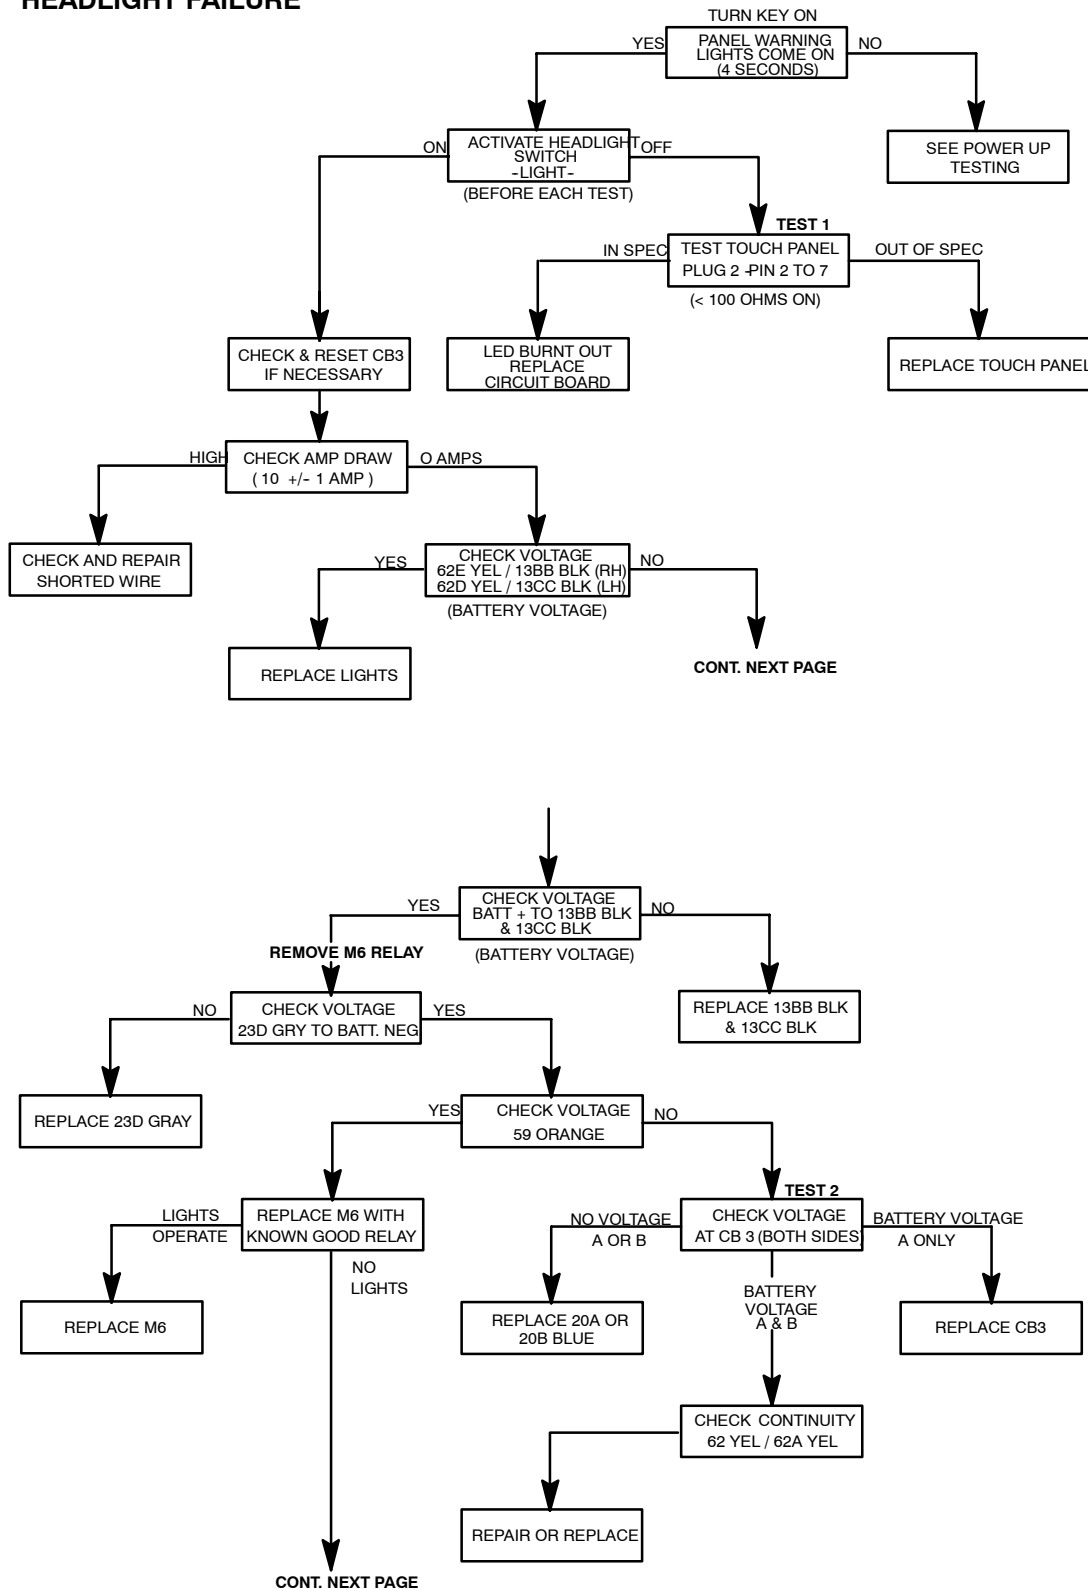 HEADLIGHT FAILURE
TURN KEY ON
YES
PANEL WARNING
LIGHTS COME ON
(4 SECONDS)
NO
ON
ACTIVATE HEADLIGHT
SWITCH
-LIGHT-
OFF
(BEFORE EACH TEST)
SEE POWER UP
TESTING
TEST 1
IN SPEC
TEST TOUCH PANEL
PLUG 2 -PIN 2 TO 7
OUT OF SPEC
(< 100 OHMS ON)
CHECK & RESET CB3
IF NECESSARY
LED BURNT OUT
REPLACE
CIRCUIT BOARD
REPLACE TOUCH PANEL
HIGH
CHECK AMP DRAW
( 10 +/- 1 AMP )
O AMPS
CHECK AND REPAIR
SHORTED WIRE
YES
CHECK VOLTAGE
62E YEL / 13BB BLK (RH)
62D YEL / 13CC BLK (LH)
NO
(BATTERY VOLTAGE)
REPLACE LIGHTS
CONT. NEXT PAGE
YES
CHECK VOLTAGE
BATT + TO 13BB BLK
& 13CC BLK
NO
REMOVE M6 RELAY
(BATTERY VOLTAGE)
NO
CHECK VOLTAGE
23D GRY TO BATT. NEG
YES
REPLACE 13BB BLK
& 13CC BLK
REPLACE 23D GRAY
YES
CHECK VOLTAGE
59 ORANGE
NO
TEST 2
LIGHTS
OPERATE
REPLACE M6 WITH
KNOWN GOOD RELAY
NO VOLTAGE
A OR B
CHECK VOLTAGE
AT CB 3 (BOTH SIDES)
BATTERY VOLTAGE
A ONLY
NO
LIGHTS
BATTERY
VOLTAGE
A & B
REPLACE M6
REPLACE 20A OR
20B BLUE
REPLACE CB3
CHECK CONTINUITY
62 YEL / 62A YEL
REPAIR OR REPLACE
CONT. NEXT PAGE